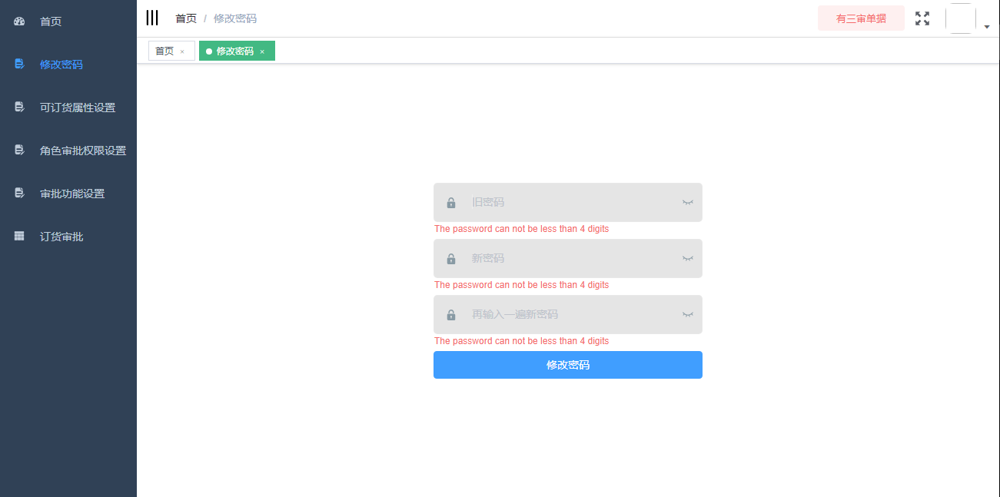 首页
修改密码
可订货属性设置
角色审批权限设置
审批功能设置
订货审批
首页 / 修改密码
有三审单据
首页 ×
修改密码 ×
旧密码
The password can not be less than 4 digits
新密码
The password can not be less than 4 digits
再输入一遍新密码
The password can not be less than 4 digits
修改密码